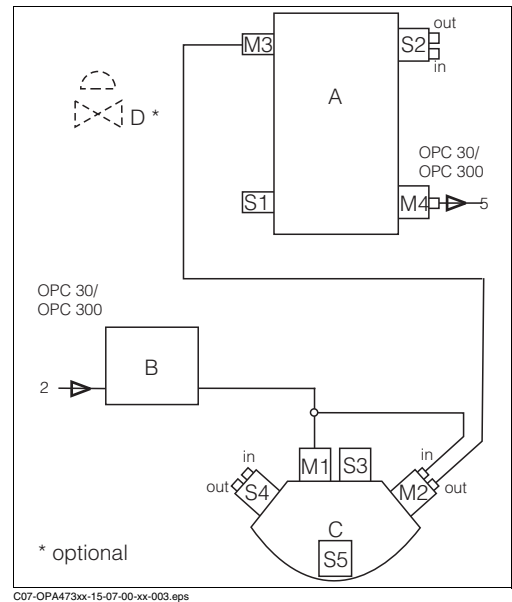 out
M3
S2
in
A
D *
OPC 30/
OPC 300
S1
M4
5
OPC 30/
OPC 300
B
2
in
out
S4
M1
S3
in
M2
out
C
S5
* optional
C07-OPA473xx-15-07-00-xx-003.eps